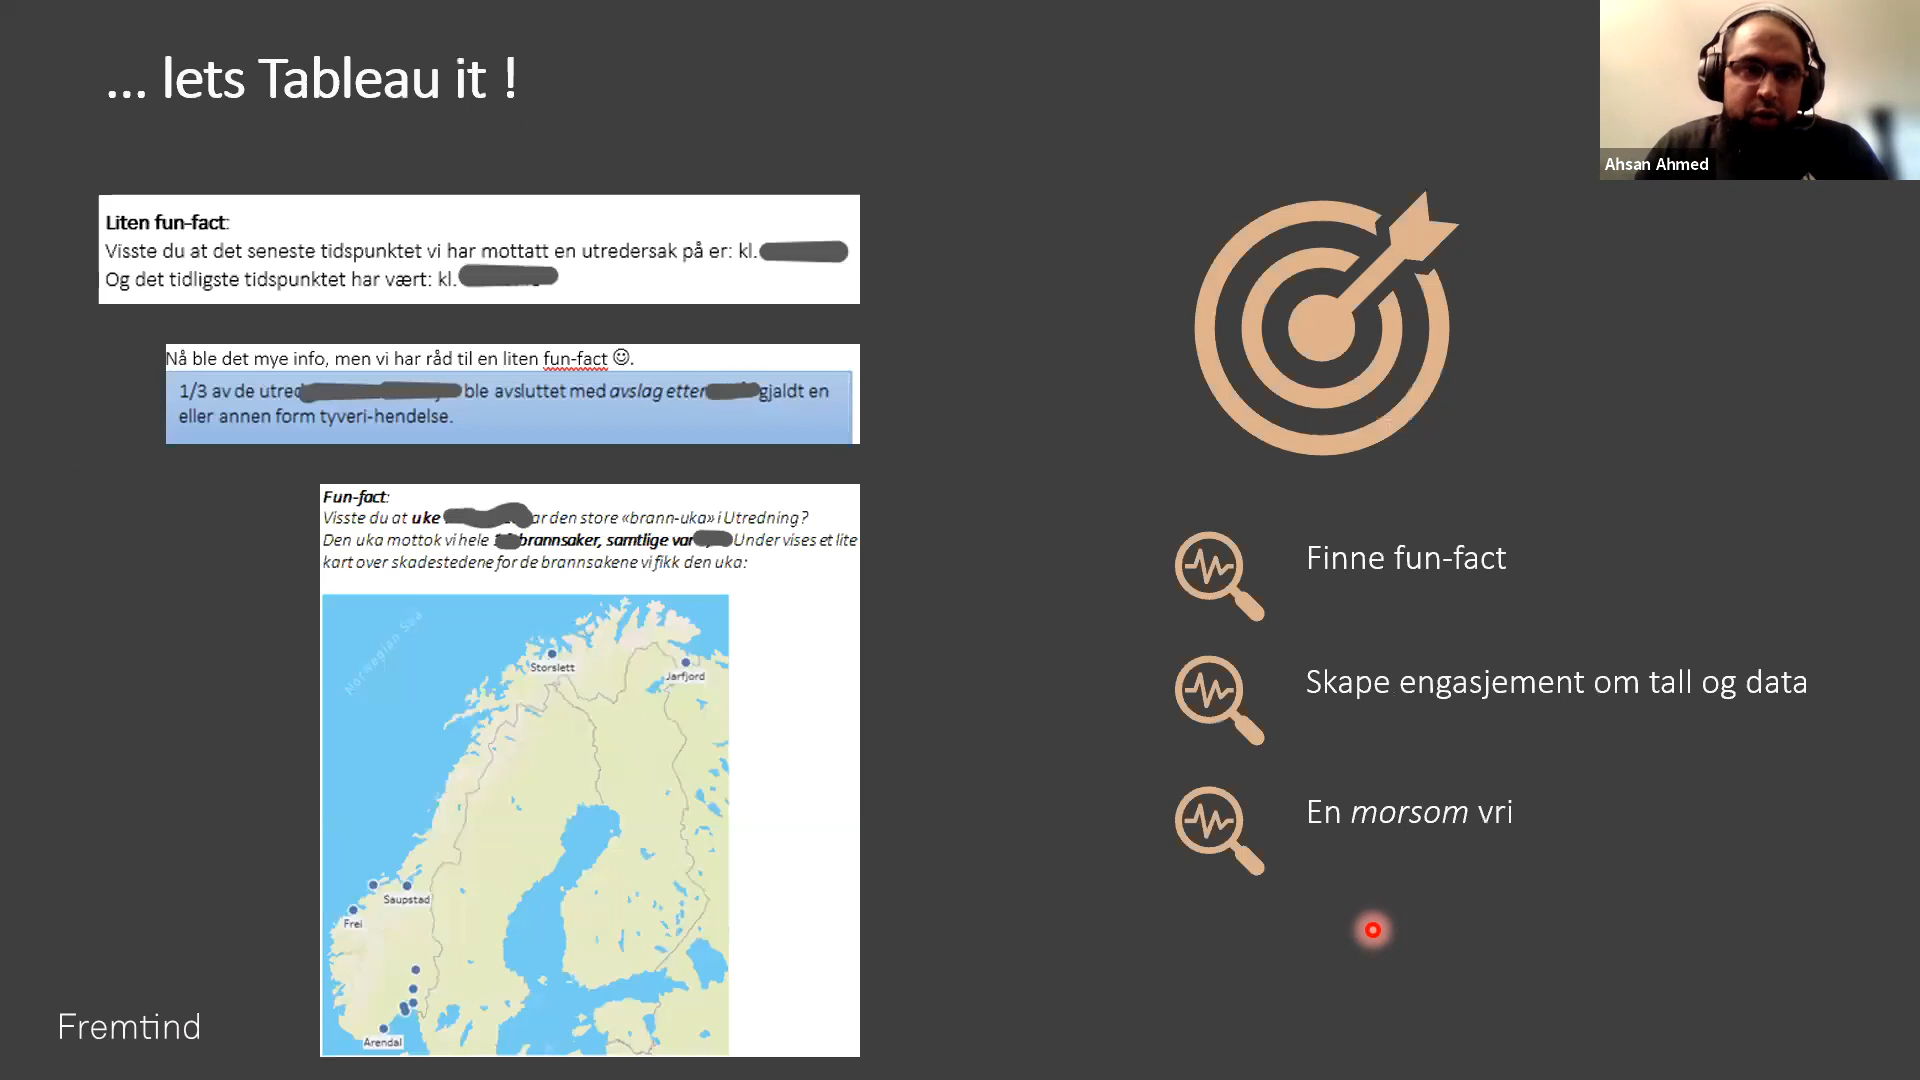 ... lets Tableau it !
Ahsan Ahmed
Liten fun-fact:
Visste du at det seneste tidspunktet vi har mottatt en utredersak på er: kl.
Og det tidligste tidspunktet har vært: kl.
Nå ble det mye info, men vi har råd til en liten fun-fact ☺.
1/3 av de ble avsluttet med avslag etter gjaldt en
eller annen form tyveri-hendelse.
Fun-fact:
Visste du at uke den store «brann-uka» i Utredning?
Den uka mottok vi hele brannsaker, samtlige var Under vises et lite
kart over skadestedene for de brannsakene vi fikk den uka:
Norwegian Sea
Storslett
Jarfjord
Saupstad
Frei
Arendal
Finne fun-fact
Skape engasjement om tall og data
En morsom vri
Fremtind